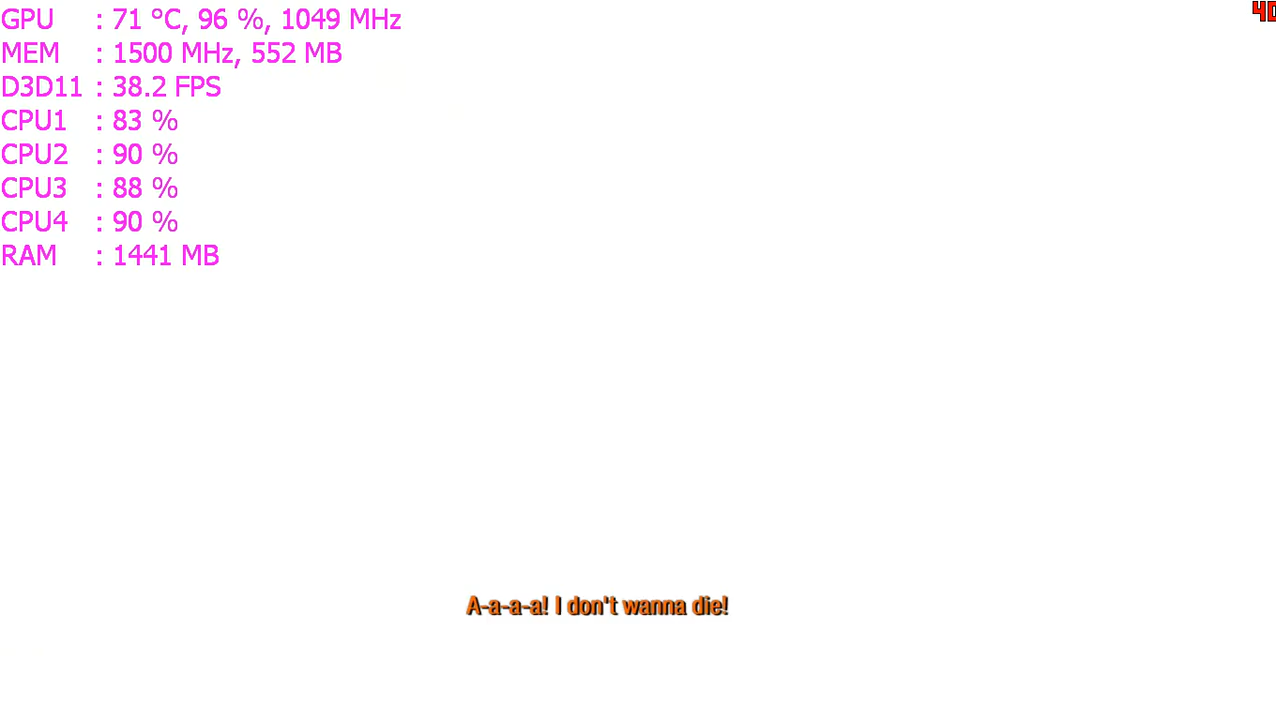 GPU : 71 °C, 96 %, 1049 MHz
40
MEM : 1500 MHz, 552 MB
D3D11 : 38.2 FPS
CPU1 : 83 %
CPU2 : 90 %
CPU3 : 88 %
CPU4 : 90 %
RAM : 1441 MB
A-a-a-a! I don't wanna die!